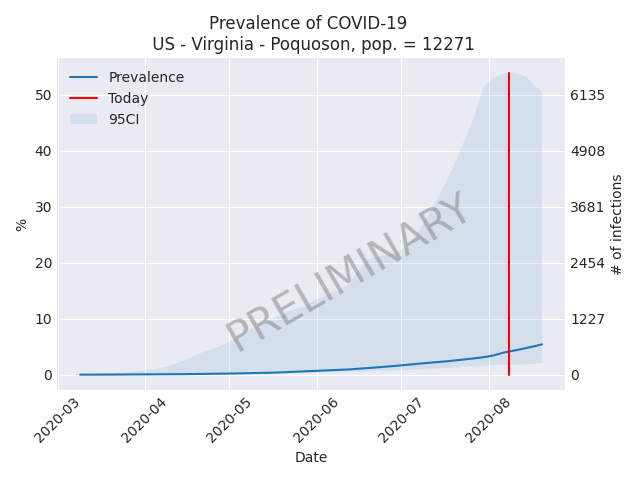 Prevalence of COVID-19
US - Virginia - Poquoson, pop. = 12271
Prevalence
Today
95CI
50
40
30
20
10
0
%
6135
4908
3681
2454
1227
0
# of infections
PRELIMINARY
2020-03
2020-04
2020-05
2020-06
2020-07
2020-08
Date